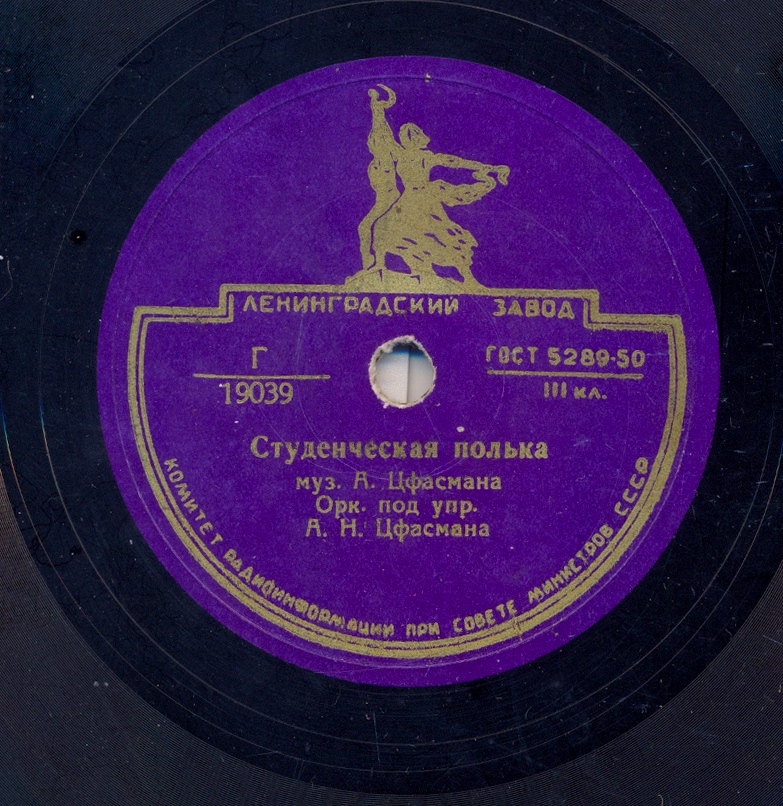 ЛЕНИНГРАДСКИЙ ЗАВОД
Г
19039
ГОСТ 5289-50
III кл.
Студенческая полька
муз. А. Цфасмана
Орк. под упр.
А. Н. Цфасмана
КОМИТЕТ РАДИОИНФОРМАЦИИ ПРИ СОВЕТЕ МИНИСТРОВ СССР